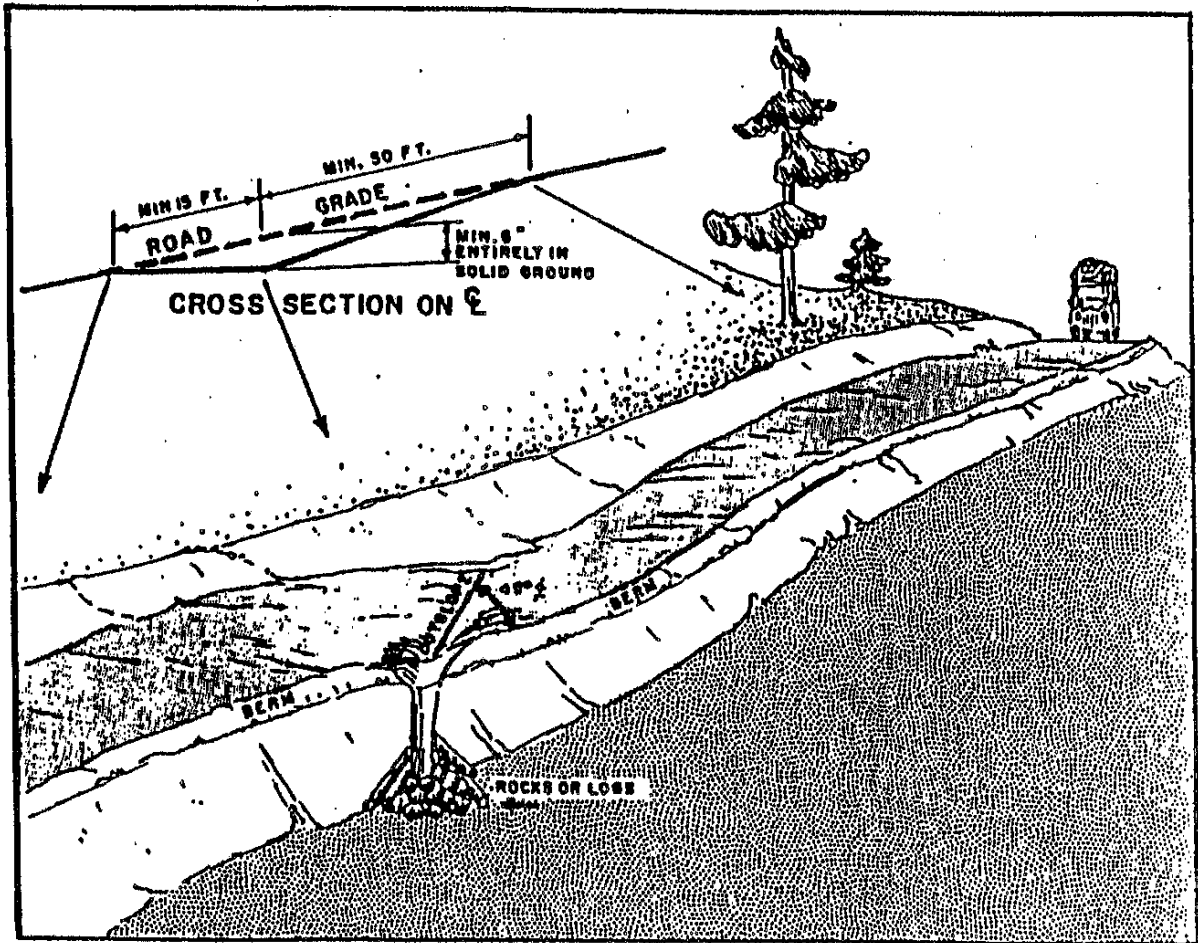 MIN. 50 FT.
MIN 15 FT.
GRADE
ROAD
MIN. 6"
ENTIRELY IN
SOLID GROUND
CROSS SECTION ON ℄
BERM
BERM
ROCKS OR LOGS